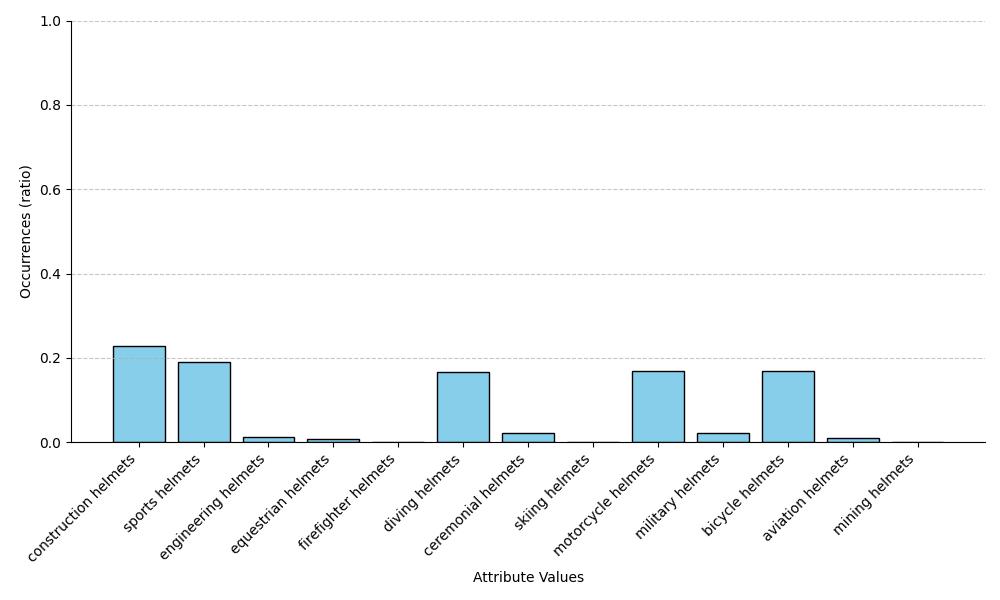 1.0
0.8
0.6
0.4
0.2
0.0
Occurrences (ratio)
construction helmets
sports helmets
engineering helmets
equestrian helmets
firefighter helmets
diving helmets
ceremonial helmets
skiing helmets
motorcycle helmets
military helmets
bicycle helmets
aviation helmets
mining helmets
Attribute Values